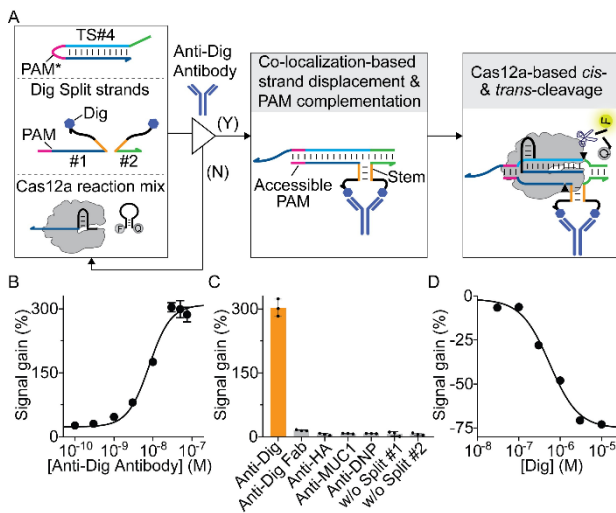 A
TS#4
PAM*
Dig Split strands
Dig
PAM
#1
#2
Cas12a reaction mix
F
Q
Anti-Dig
Antibody
(Y)
(N)
Co-localization-based
strand displacement &
PAM complementation
Accessible
PAM
Stem
Cas12a-based cis-
& trans-cleavage
F
Q
B
Signal gain (%)
300
150
0
10⁻¹⁰ 10⁻⁹ 10⁻⁸ 10⁻⁷
[Anti-Dig Antibody] (M)
C
Signal gain (%)
300
150
0
Anti-Dig
Anti-Dig Fab
Anti-HA
Anti-MUC1
Anti-DNP
w/o Split #1
w/o Split #2
D
Signal gain (%)
0
-25
-50
-75
10⁻⁸ 10⁻⁷ 10⁻⁶ 10⁻⁵
[Dig] (M)